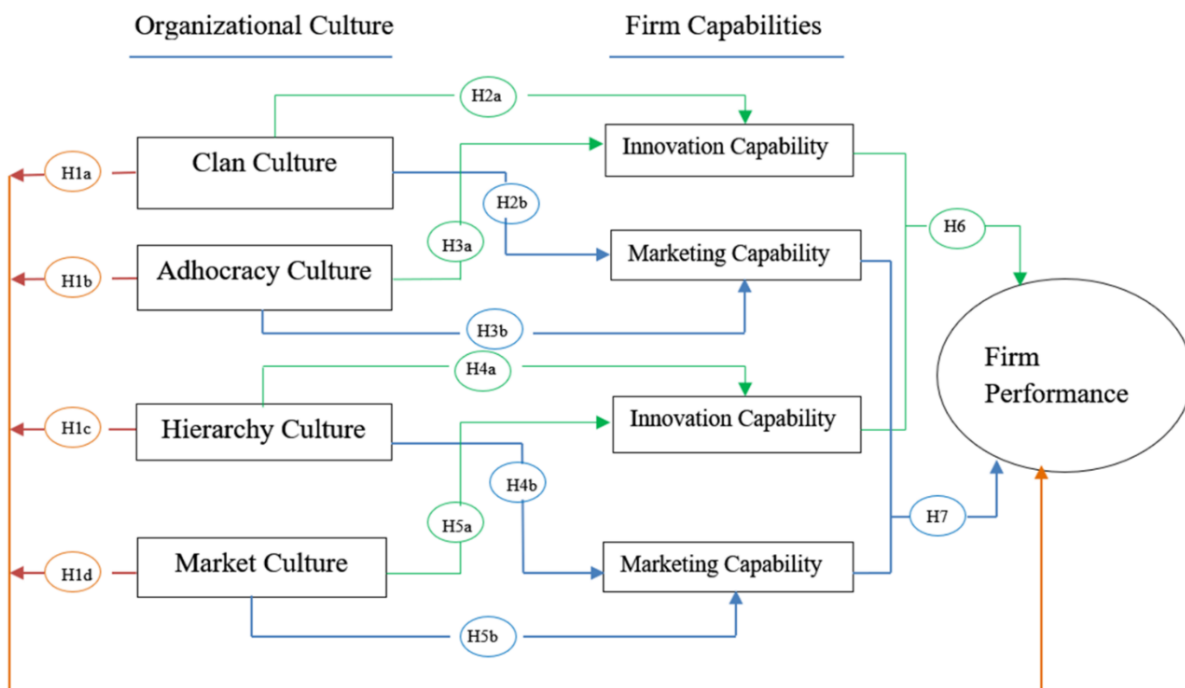 Organizational Culture
Firm Capabilities
H2a
Clan Culture
Innovation Capability
H1a
H2b
H6
H3a
Marketing Capability
Adhocracy Culture
H1b
H3b
H4a
Firm
Performance
Hierarchy Culture
Innovation Capability
H1c
H4b
H7
H5a
Market Culture
Marketing Capability
H1d
H5b